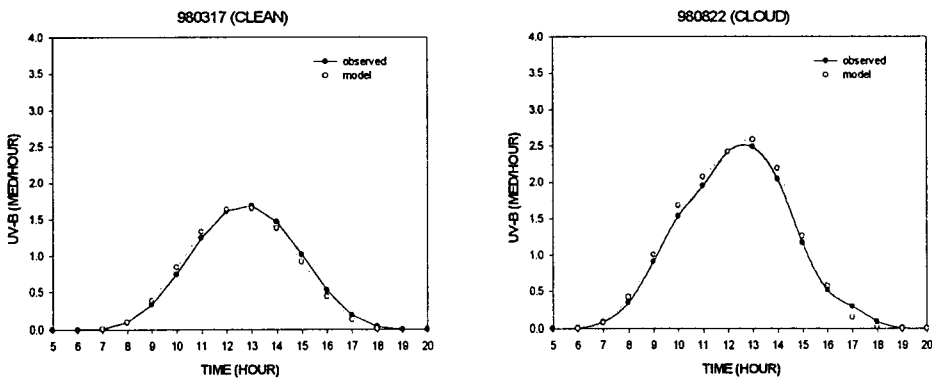 980317 (CLEAN)
4.0
3.5
3.0
2.5
2.0
1.5
1.0
0.5
0.0
UV-B (MED/HOUR)
observed
model
5 6 7 8 9 10 11 12 13 14 15 16 17 18 19 20
TIME (HOUR)
980822 (CLOUD)
4.0
3.5
3.0
2.5
2.0
1.5
1.0
0.5
0.0
UV-B (MED/HOUR)
observed
model
5 6 7 8 9 10 11 12 13 14 15 16 17 18 19 20
TIME (HOUR)